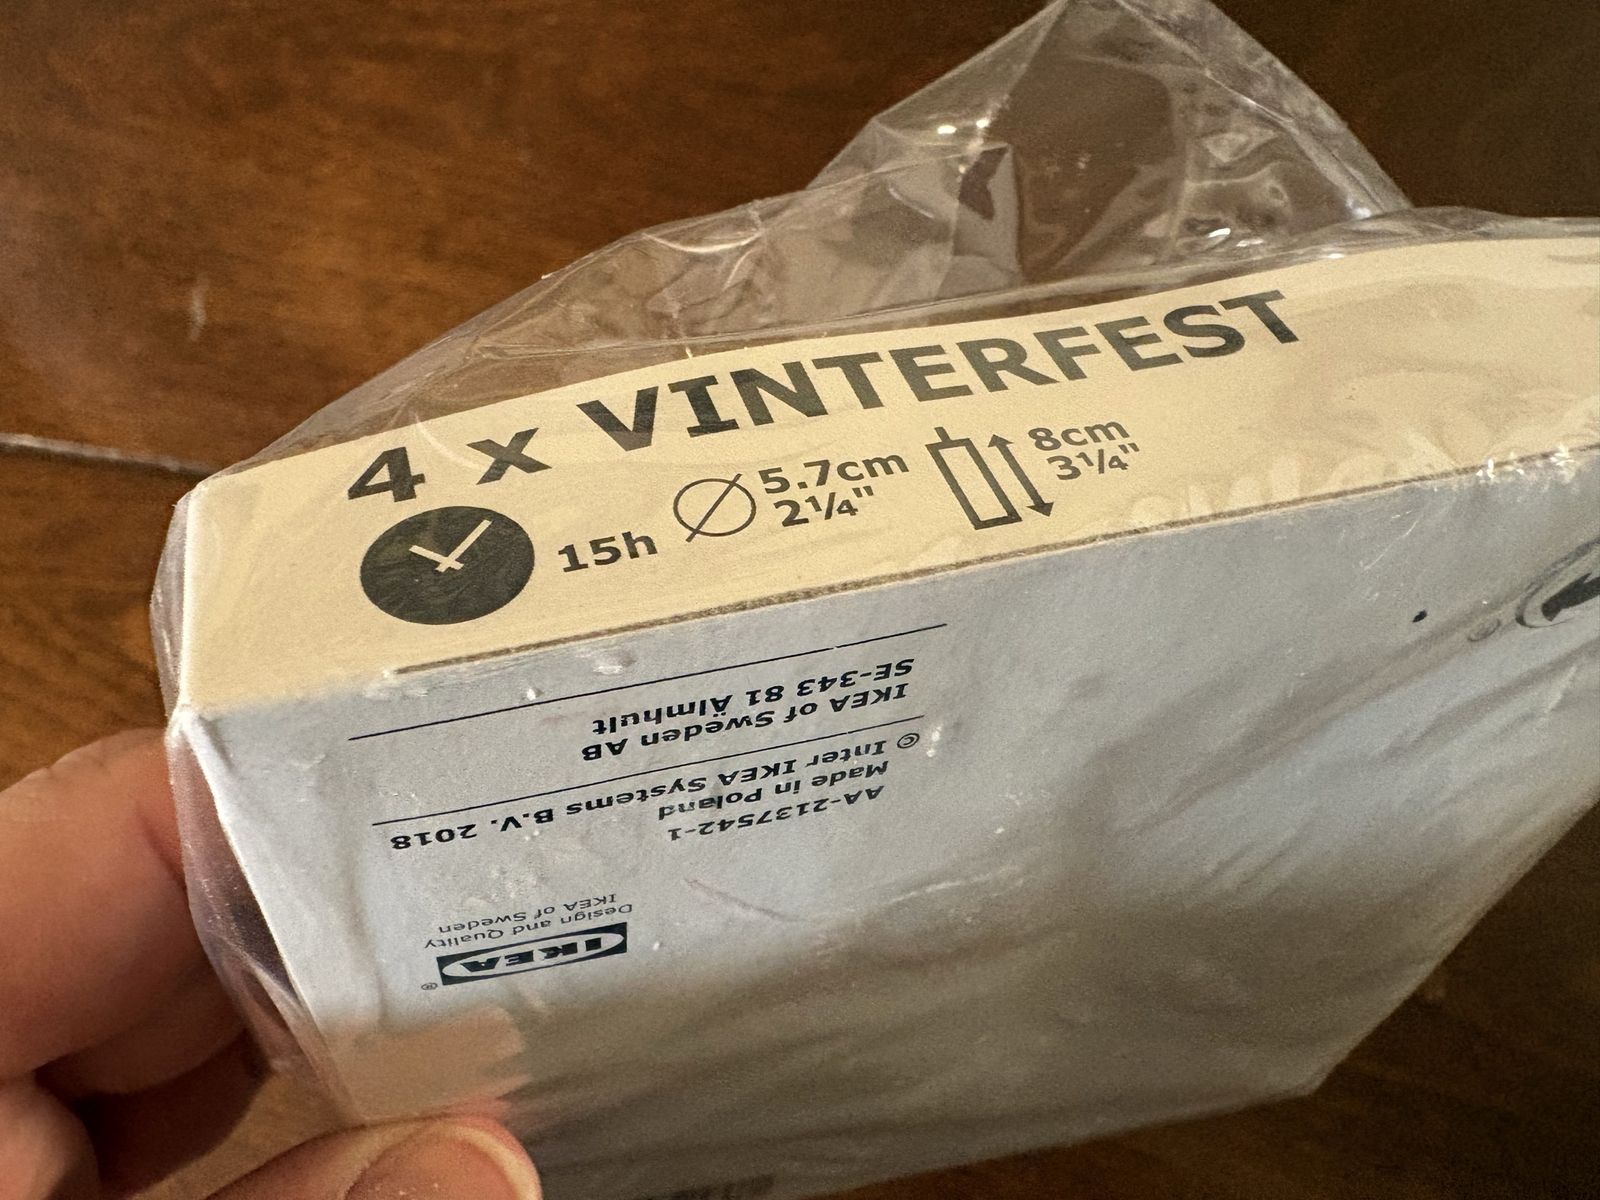 4 x VINTERFEST
15h
5.7cm
2¼"
8cm
3¼"
IKEA®
Design and Quality
IKEA of Sweden
AA-2137542-1
Made in Poland
© Inter IKEA Systems B.V. 2018
IKEA of Sweden AB
SE-343 81 Älmhult